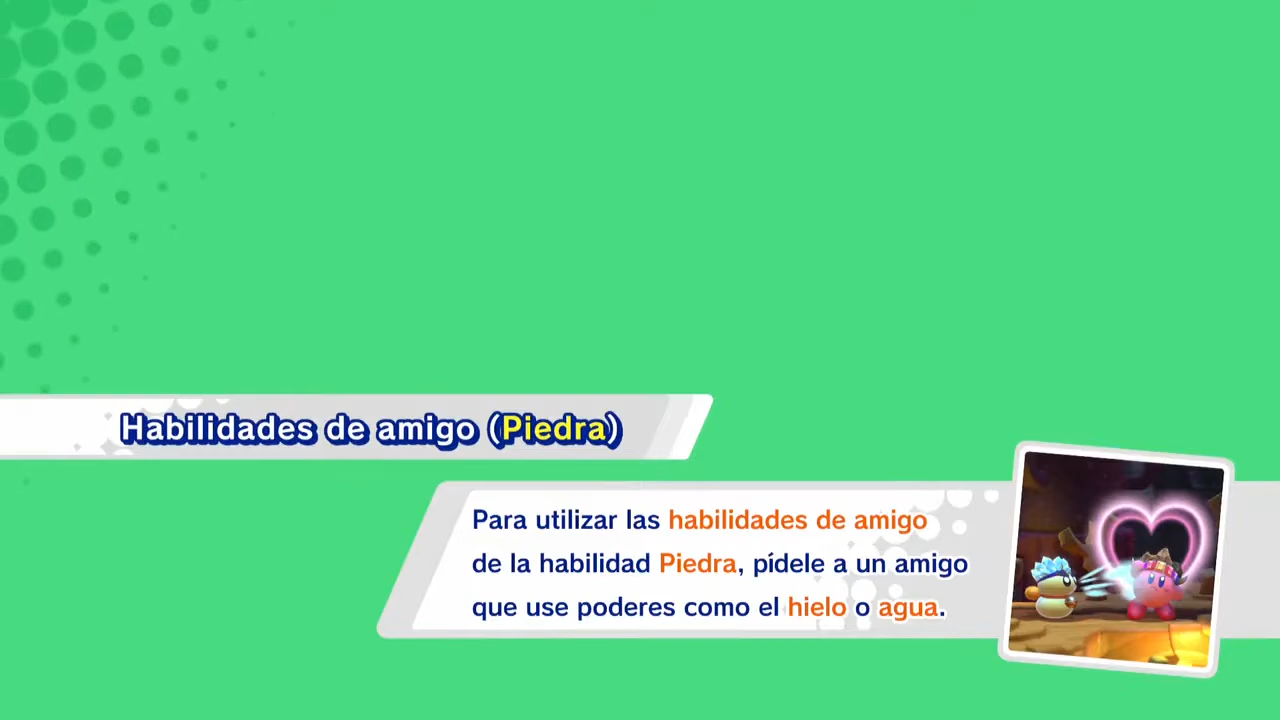 Habilidades de amigo (Piedra)
Para utilizar las habilidades de amigo
de la habilidad Piedra, pídele a un amigo
que use poderes como el hielo o agua.